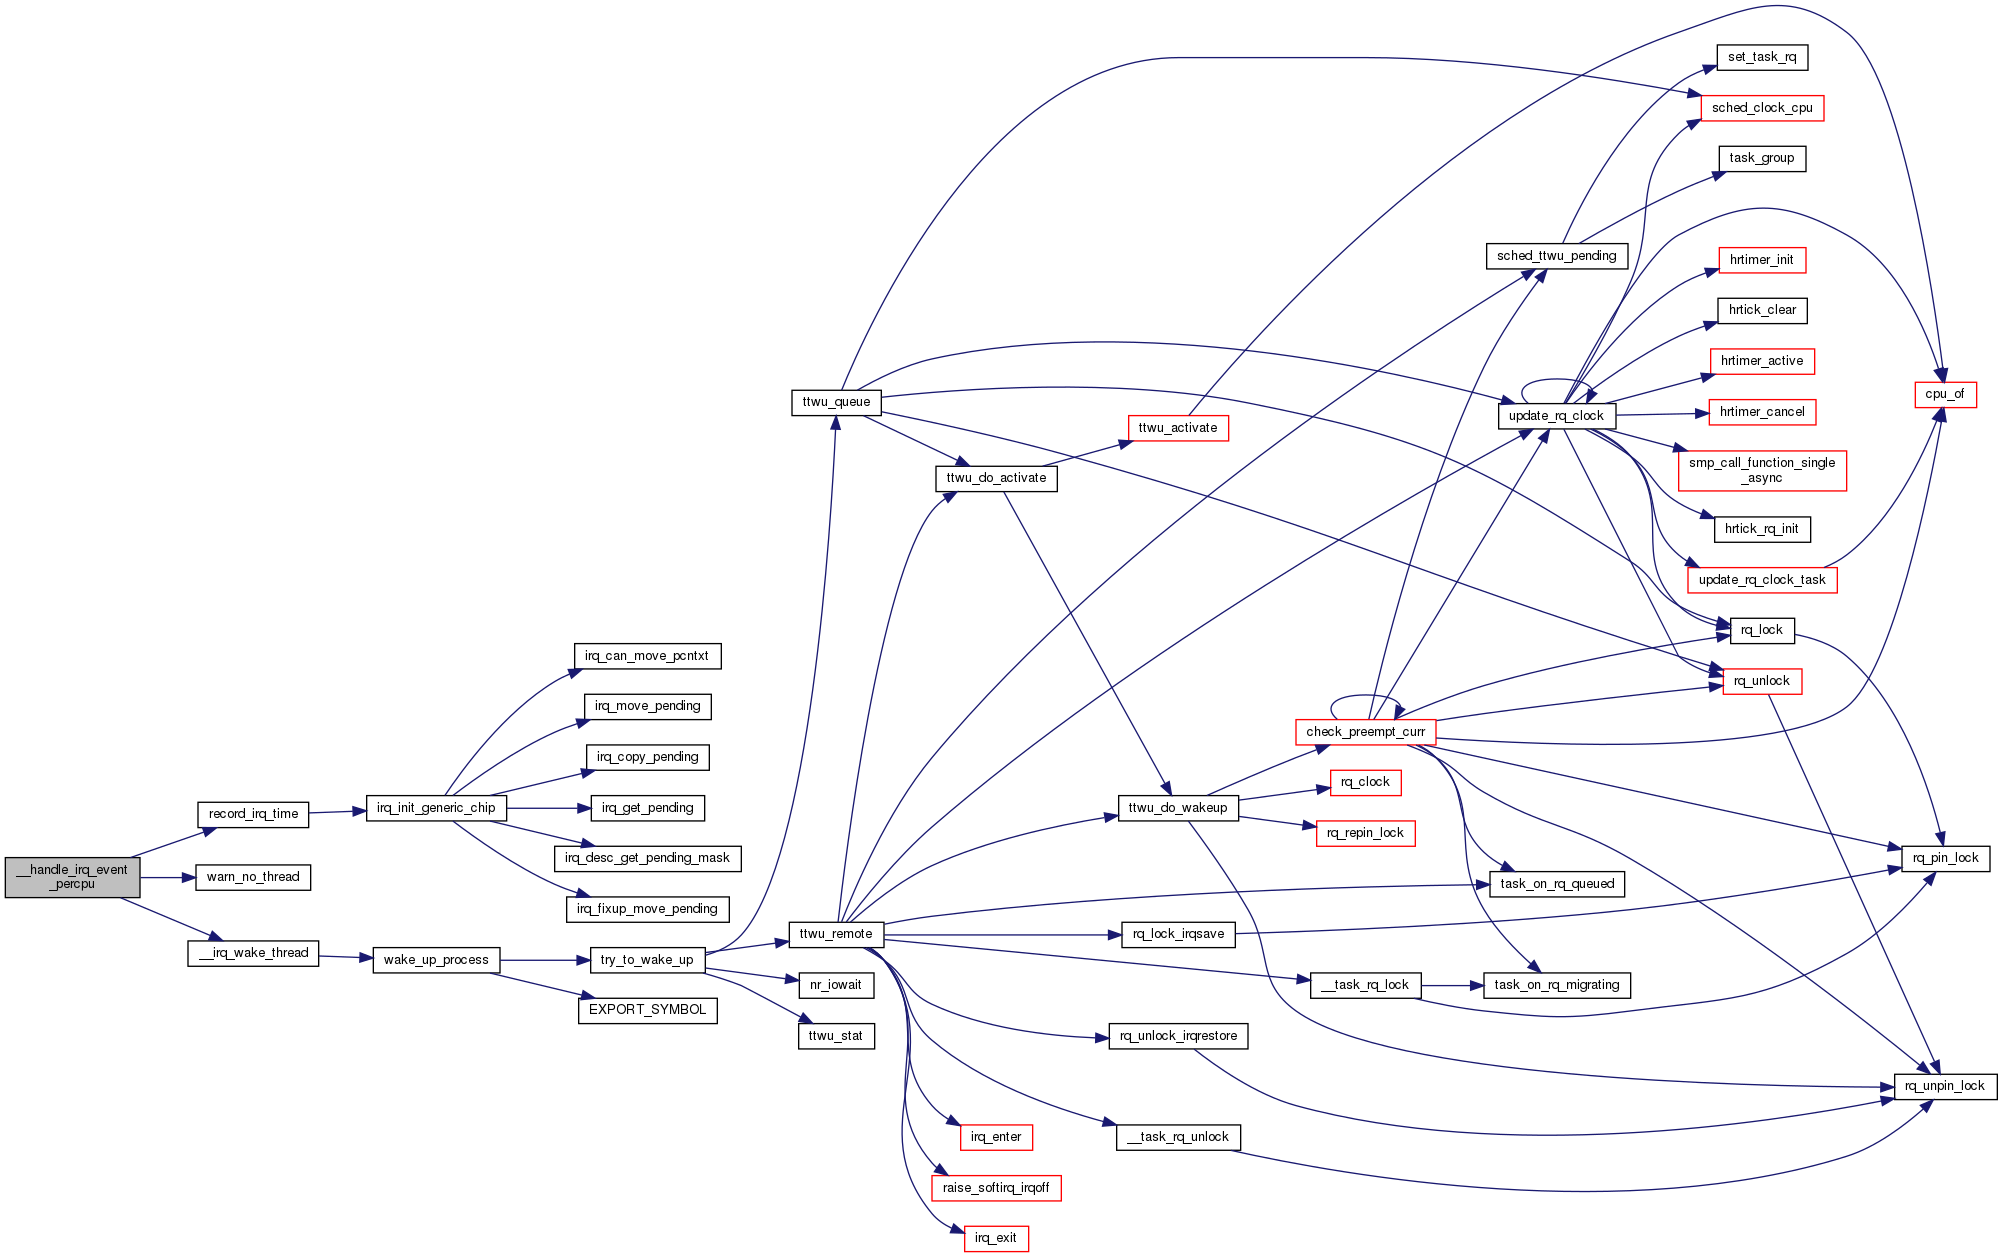 __handle_irq_event
_percpu
record_irq_time
warn_no_thread
__irq_wake_thread
irq_init_generic_chip
wake_up_process
irq_can_move_pcntxt
irq_move_pending
irq_copy_pending
irq_get_pending
irq_desc_get_pending_mask
irq_fixup_move_pending
try_to_wake_up
EXPORT_SYMBOL
ttwu_queue
ttwu_remote
nr_iowait
ttwu_stat
ttwu_do_activate
irq_enter
raise_softirq_irqoff
irq_exit
ttwu_activate
ttwu_do_wakeup
rq_lock_irqsave
rq_unlock_irqrestore
__task_rq_unlock
check_preempt_curr
rq_clock
rq_repin_lock
__task_rq_lock
sched_ttwu_pending
update_rq_clock
task_on_rq_queued
task_on_rq_migrating
set_task_rq
sched_clock_cpu
task_group
hrtimer_init
hrtick_clear
hrtimer_active
hrtimer_cancel
smp_call_function_single
_async
hrtick_rq_init
update_rq_clock_task
rq_lock
rq_unlock
cpu_of
rq_pin_lock
rq_unpin_lock